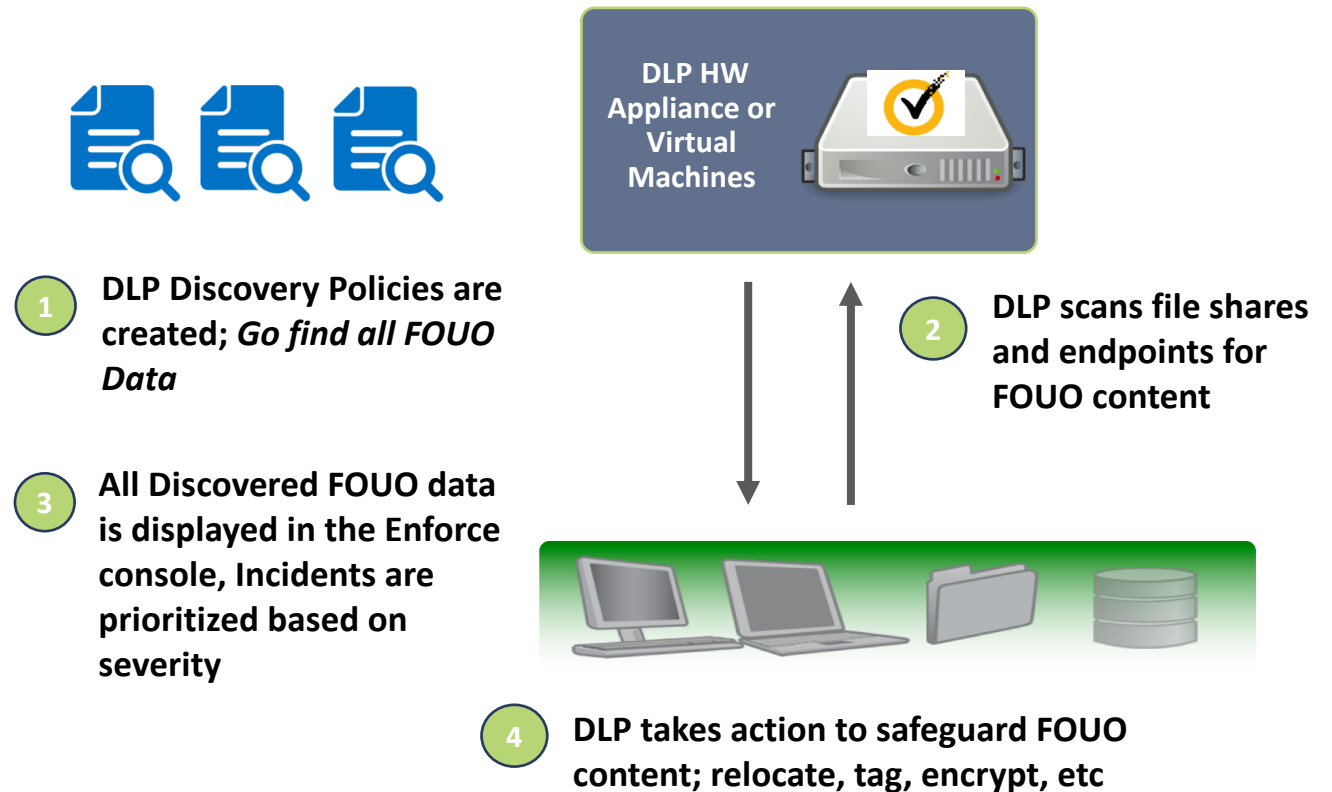 DLP HW
Appliance or
Virtual
Machines
1
DLP Discovery Policies are
created; Go find all FOUO
Data
2
DLP scans file shares
and endpoints for
FOUO content
3
All Discovered FOUO data
is displayed in the Enforce
console, Incidents are
prioritized based on
severity
4
DLP takes action to safeguard FOUO
content; relocate, tag, encrypt, etc